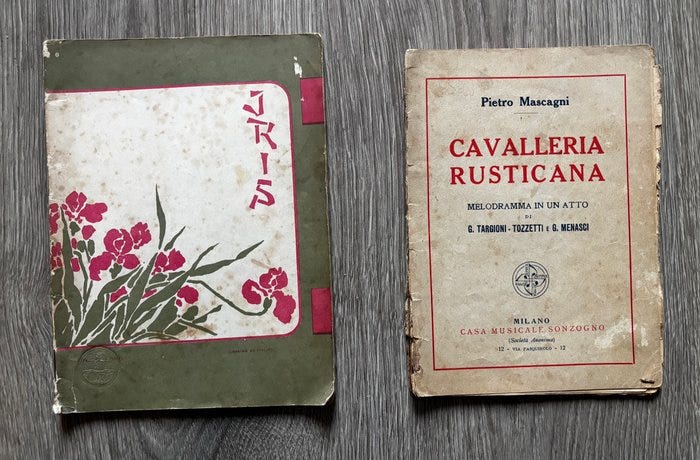 IRIS
Pietro Mascagni
CAVALLERIA
RUSTICANA
MELODRAMMA IN UN ATTO
DI
G. TARGIONI-TOZZETTI E G. MENASCI
MILANO
CASA MUSICALE SONZOGNO
(Società Anonima)
12 - VIA PASQUIROLO - 12